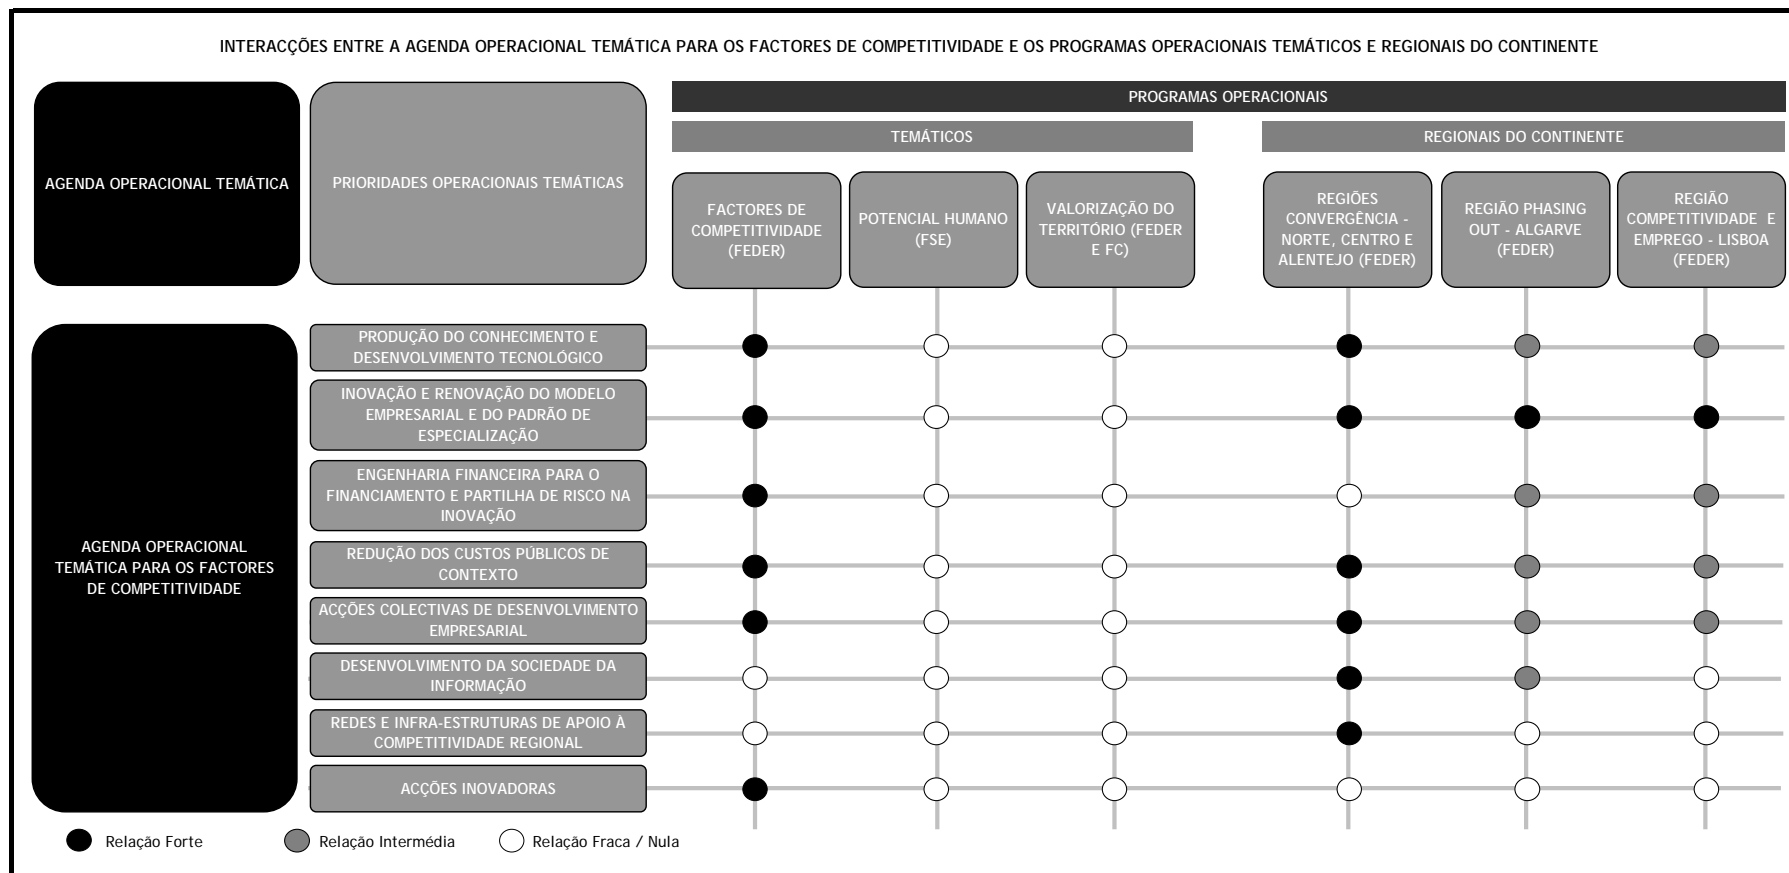 INTERACÇÕES ENTRE A AGENDA OPERACIONAL TEMÁTICA PARA OS FACTORES DE COMPETITIVIDADE E OS PROGRAMAS OPERACIONAIS TEMÁTICOS E REGIONAIS DO CONTINENTE
AGENDA OPERACIONAL TEMÁTICA
PRIORIDADES OPERACIONAIS TEMÁTICAS
PROGRAMAS OPERACIONAIS
TEMÁTICOS
REGIONAIS DO CONTINENTE
FACTORES DE
COMPETITIVIDADE
(FEDER)
POTENCIAL HUMANO
(FSE)
VALORIZAÇÃO DO
TERRITÓRIO (FEDER
E FC)
REGIÕES
CONVERGÊNCIA -
NORTE, CENTRO E
ALENTEJO (FEDER)
REGIÃO PHASING
OUT - ALGARVE
(FEDER)
REGIÃO
COMPETITIVIDADE E
EMPREGO - LISBOA
(FEDER)
AGENDA OPERACIONAL
TEMÁTICA PARA OS FACTORES
DE COMPETITIVIDADE
PRODUÇÃO DO CONHECIMENTO E
DESENVOLVIMENTO TECNOLÓGICO
INOVAÇÃO E RENOVAÇÃO DO MODELO
EMPRESARIAL E DO PADRÃO DE
ESPECIALIZAÇÃO
ENGENHARIA FINANCEIRA PARA O
FINANCIAMENTO E PARTILHA DE RISCO NA
INOVAÇÃO
REDUÇÃO DOS CUSTOS PÚBLICOS DE
CONTEXTO
ACÇÕES COLECTIVAS DE DESENVOLVIMENTO
EMPRESARIAL
DESENVOLVIMENTO DA SOCIEDADE DA
INFORMAÇÃO
REDES E INFRA-ESTRUTURAS DE APOIO À
COMPETITIVIDADE REGIONAL
ACÇÕES INOVADORAS
Relação Forte
Relação Intermédia
Relação Fraca / Nula